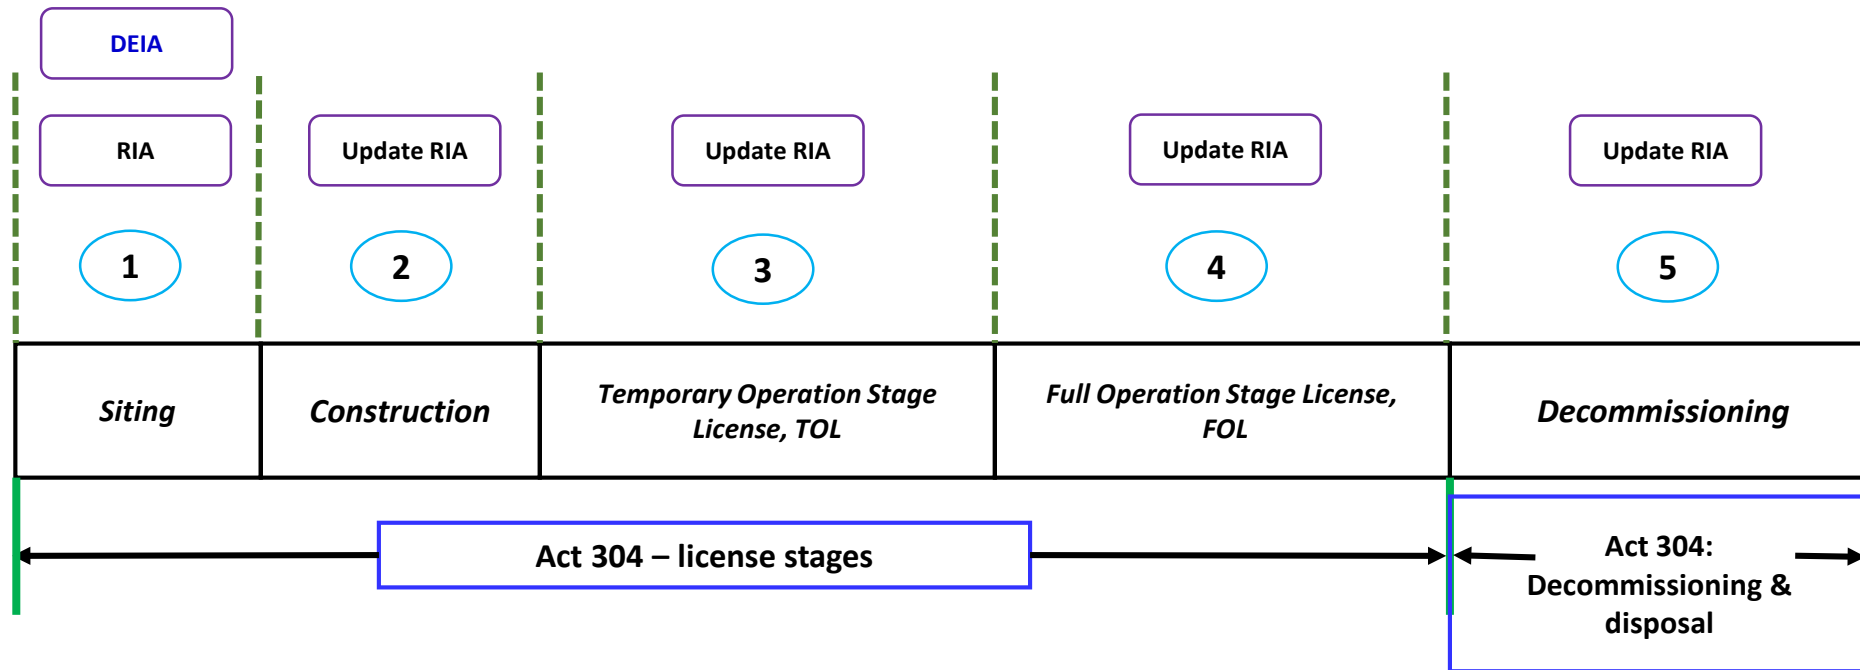 DEIA
RIA
Update RIA
Update RIA
Update RIA
Update RIA
1
2
3
4
5
Siting
Construction
Temporary Operation Stage
License, TOL
Full Operation Stage License,
FOL
Decommissioning
Act 304 – license stages
Act 304:
Decommissioning &
disposal